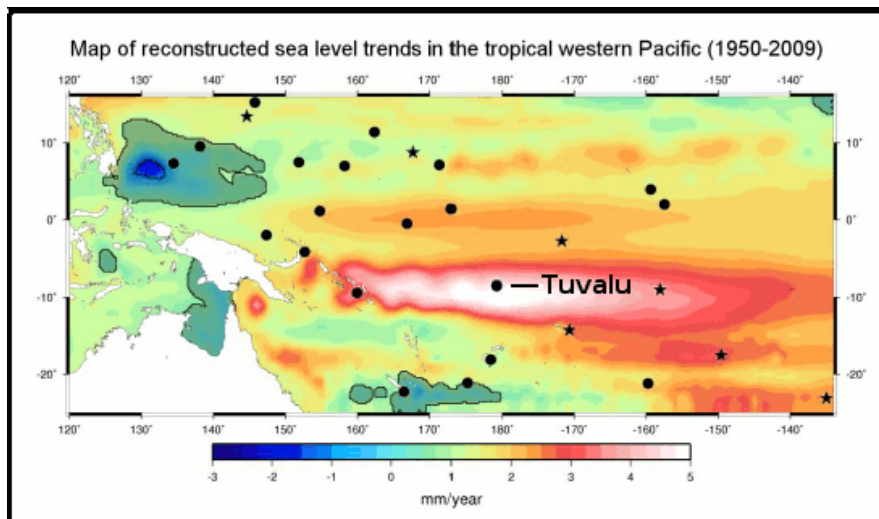 Map of reconstructed sea level trends in the tropical western Pacific (1950-2009)
120˚ 130˚ 140˚ 150˚ 160˚ 170˚ 180˚ -170˚ -160˚ -150˚ -140˚
10˚ 10˚
0˚ 0˚
Tuvalu
-10˚ -10˚
-20˚ -20˚
120˚ 130˚ 140˚ 150˚ 160˚ 170˚ 180˚ -170˚ -160˚ -150˚ -140˚
-3 -2 -1 0 1 2 3 4 5
mm/year